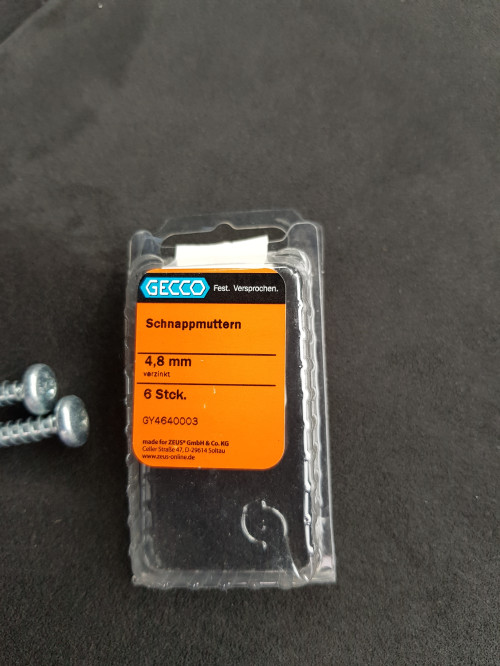 GECCO Fest. Versprochen.
Schnappmuttern
4,8 mm
verzinkt
6 Stck.
GY4640003
made for ZEUS® GmbH & Co. KG
Celler Straße 47, D-29614 Soltau
www.zeus-online.de